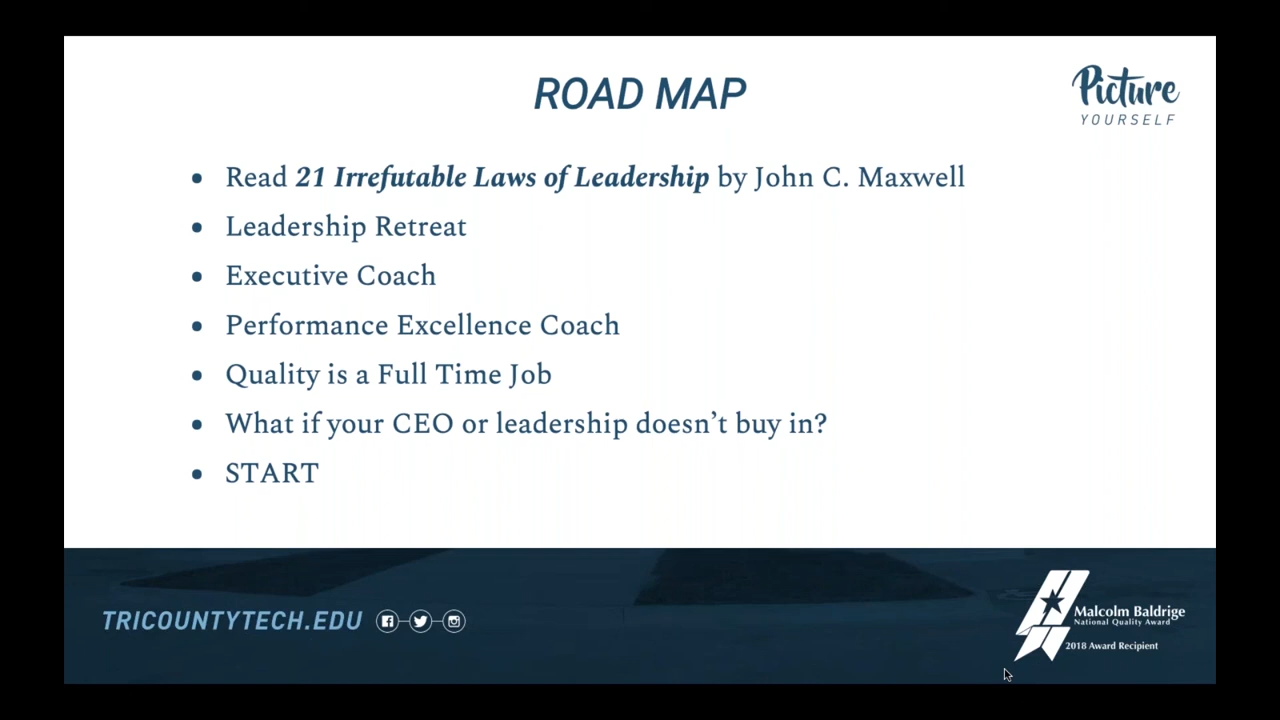 ROAD MAP
Picture
YOURSELF
• Read 21 Irrefutable Laws of Leadership by John C. Maxwell
• Leadership Retreat
• Executive Coach
• Performance Excellence Coach
• Quality is a Full Time Job
• What if your CEO or leadership doesn’t buy in?
• START
TRICOUNTYTECH.EDU
Malcolm Baldrige
National Quality Award
2018 Award Recipient